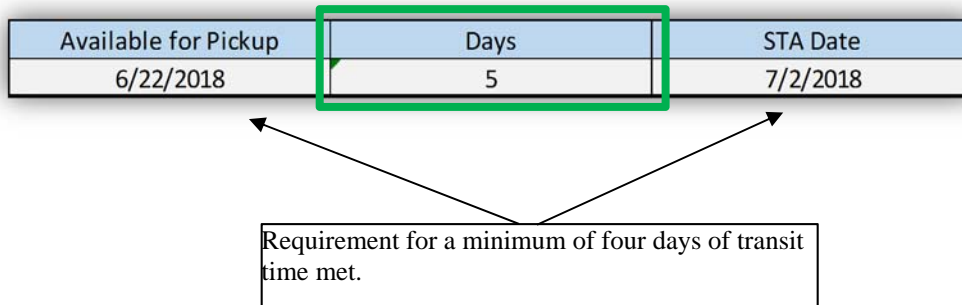 Available for Pickup Days STA Date
6/22/2018 5 7/2/2018
Requirement for a minimum of four days of transit
time met.